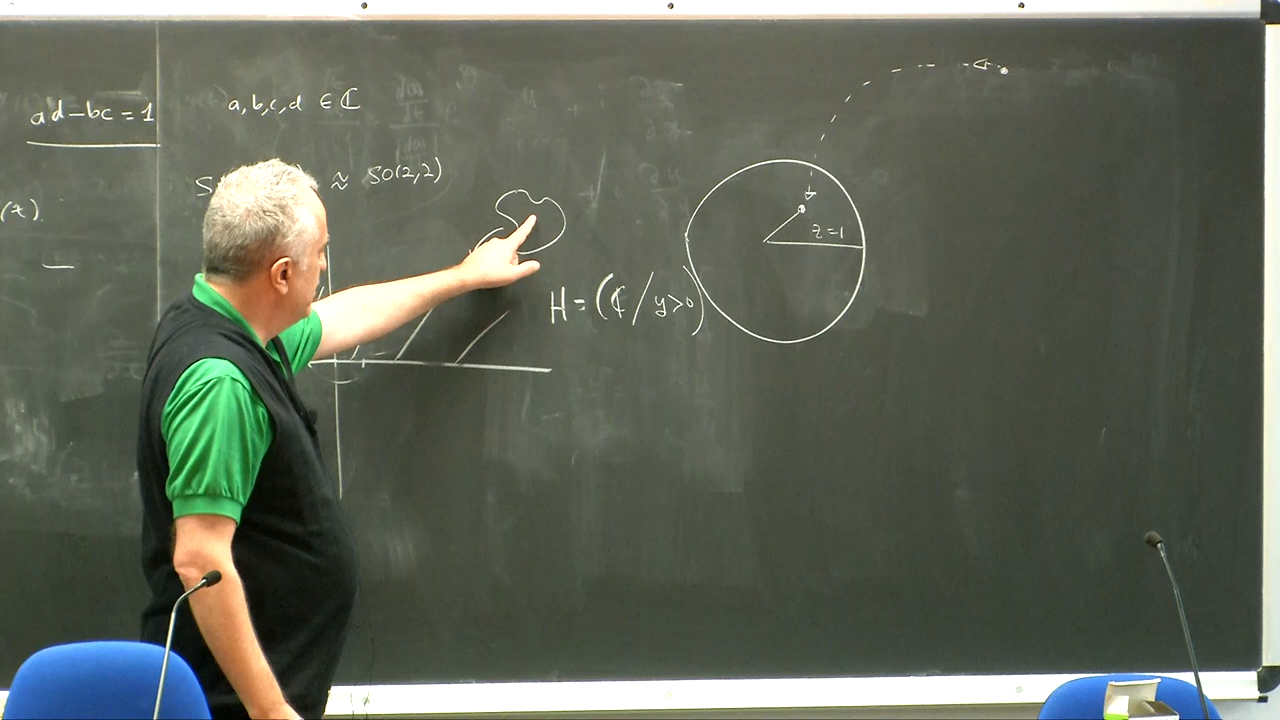 ad-bc=1
a,b,c,d ∈ ℂ
≈ SO(2,2)
(z)
H = (ℂ / y>0)
z=1